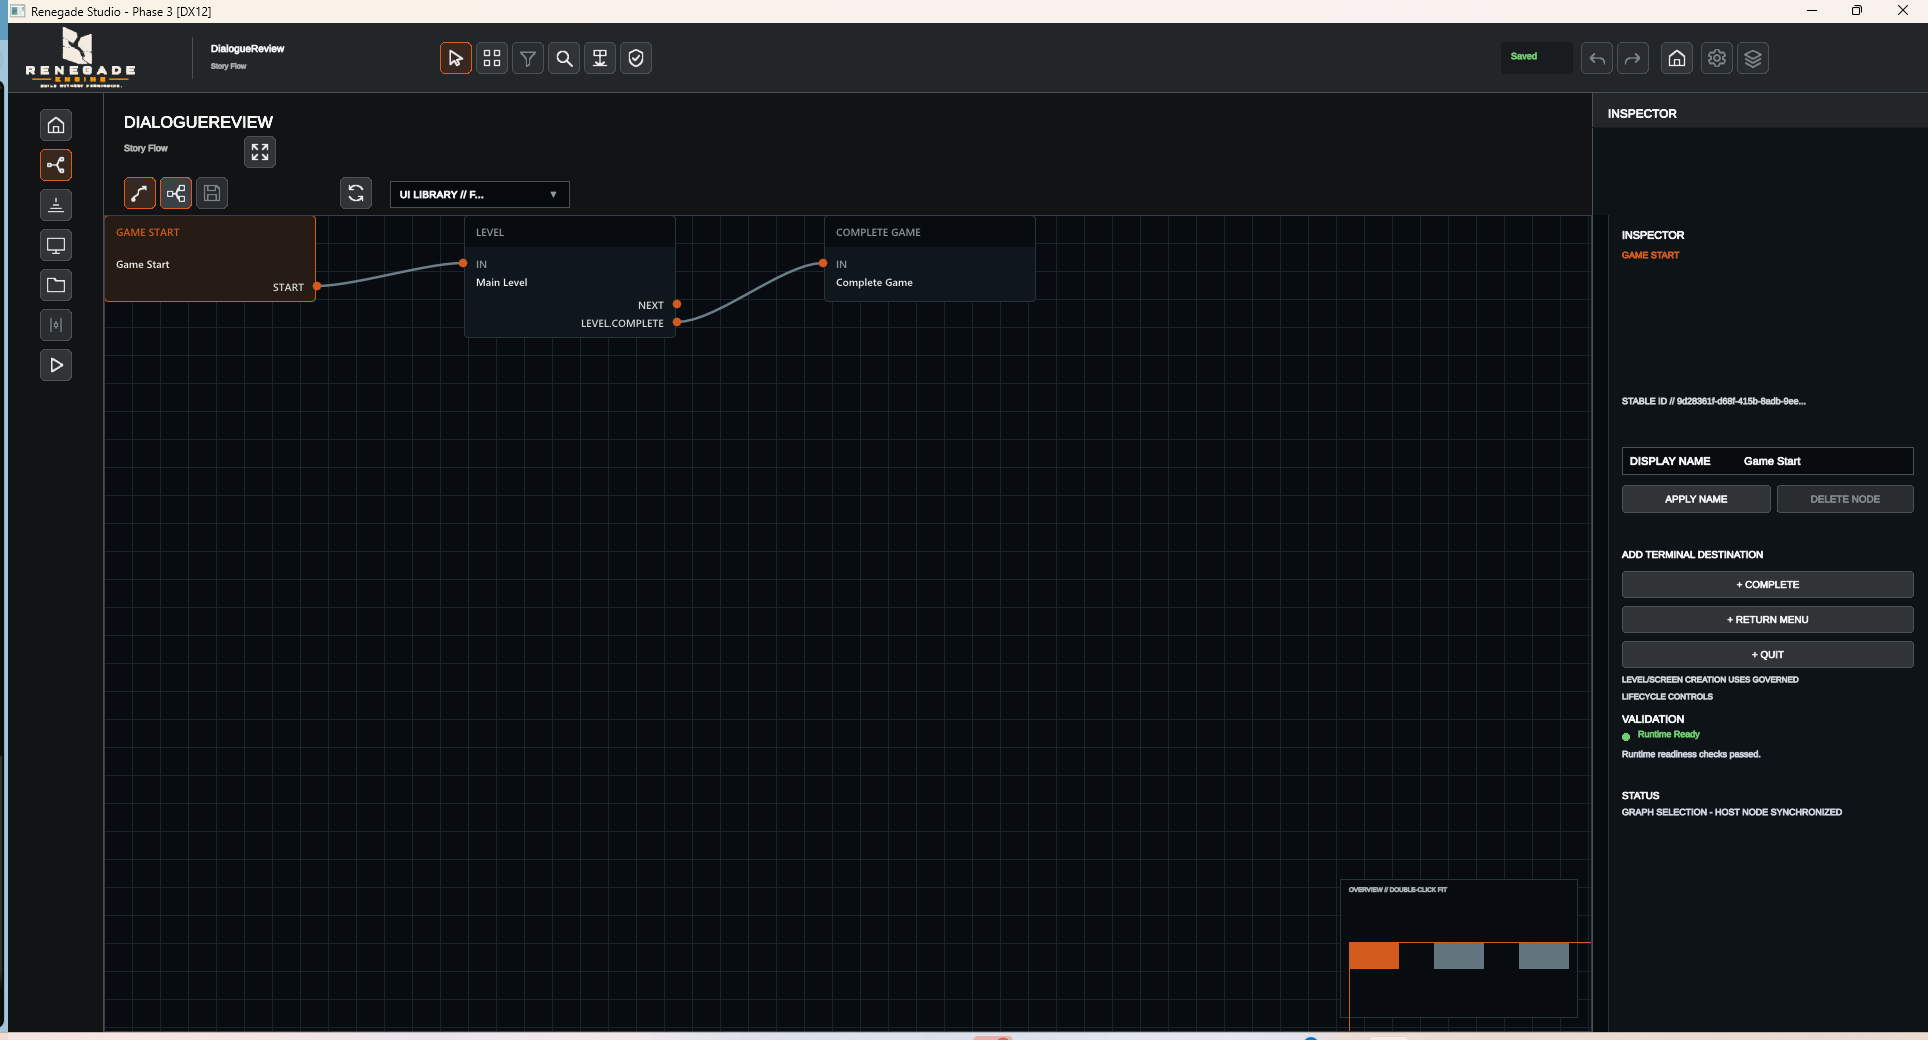 Renegade Studio - Phase 3 [DX12]
RENEGADE
ENGINE
BUILD WITHOUT PERMISSION.
DialogueReview
Story Flow
Saved
DIALOGUEREVIEW
Story Flow
UI LIBRARY // F...
GAME START
Game Start
START
LEVEL
IN
Main Level
NEXT
LEVEL.COMPLETE
COMPLETE GAME
IN
Complete Game
OVERVIEW // DOUBLE-CLICK FIT
INSPECTOR
INSPECTOR
GAME START
STABLE ID // 9d28361f-d68f-415b-8adb-9ee...
DISPLAY NAME Game Start
APPLY NAME DELETE NODE
ADD TERMINAL DESTINATION
+ COMPLETE
+ RETURN MENU
+ QUIT
LEVEL/SCREEN CREATION USES GOVERNED
LIFECYCLE CONTROLS
VALIDATION
Runtime Ready
Runtime readiness checks passed.
STATUS
GRAPH SELECTION - HOST NODE SYNCHRONIZED